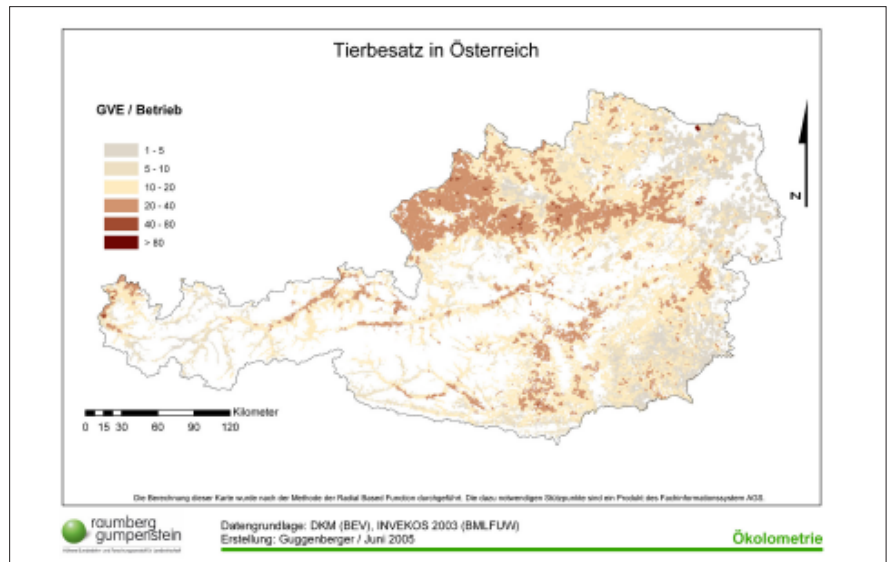 Tierbesatz in Österreich
GVE / Betrieb
1 - 5
5 - 10
10 - 20
20 - 40
40 - 60
> 60
N
Kilometer
0 15 30 60 90 120
Die Berechnung dieser Karte wurde nach der Methode der Radial Based Function durchgeführt. Die dazu notwendigen Stützpunkte sind ein Produkt des Fachinformationssystem AGS.
raumberg
gumpenstein
Datengrundlage: DKM (BEV), INVEKOS 2003 (BMLFUW)
Erstellung: Guggenberger / Juni 2005
Ökolometrie